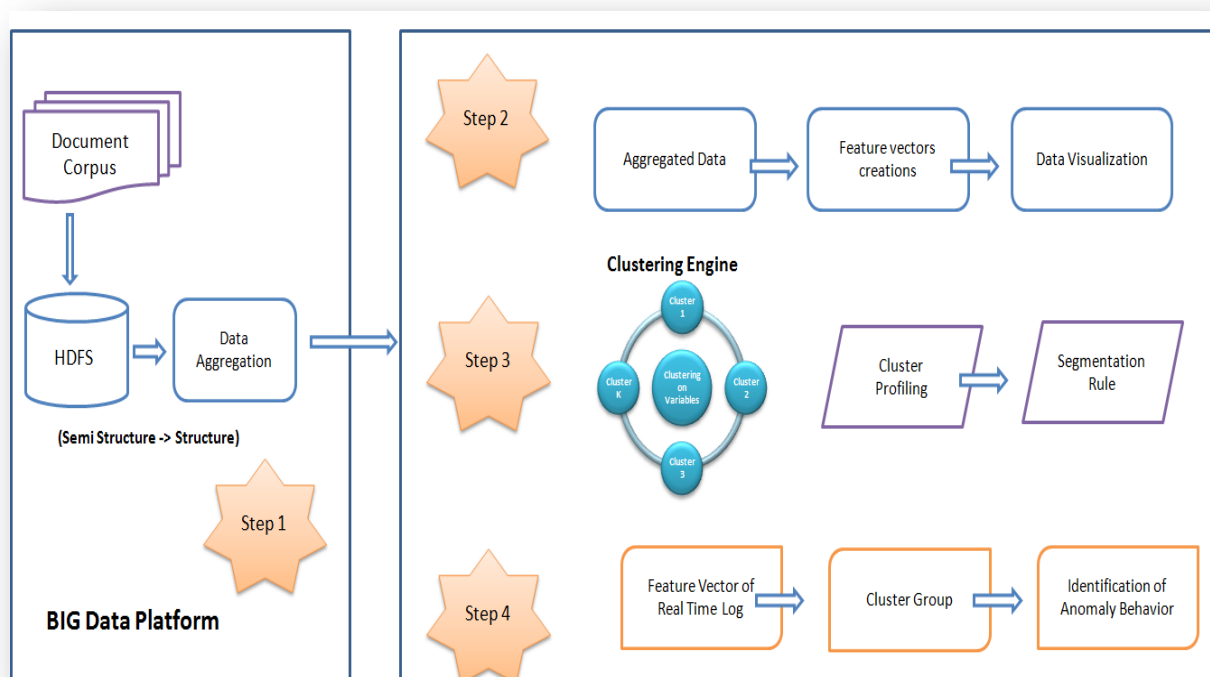 Document
Corpus
HDFS
Data
Aggregation
(Semi Structure -> Structure)
Step 1
BIG Data Platform
Step 2
Aggregated Data
Feature vectors
creations
Data Visualization
Step 3
Clustering Engine
Cluster
1
Cluster
K
Clustering
on
Variables
Cluster
2
Cluster
3
Cluster
Profiling
Segmentation
Rule
Step 4
Feature Vector of
Real Time Log
Cluster Group
Identification of
Anomaly Behavior